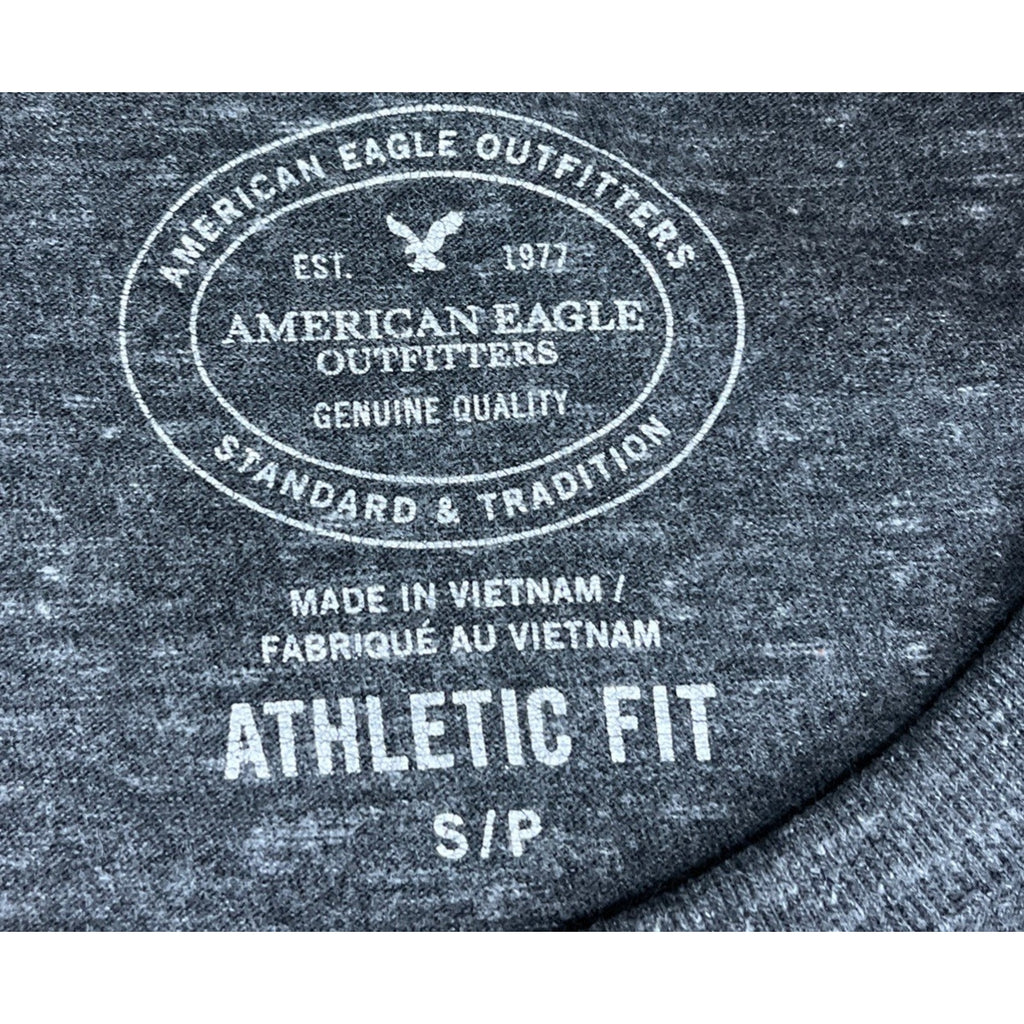 AMERICAN EAGLE OUTFITTERS
EST. 1977
AMERICAN EAGLE
OUTFITTERS
GENUINE QUALITY
STANDARD & TRADITION
MADE IN VIETNAM /
FABRIQUÉ AU VIETNAM
ATHLETIC FIT
S/P